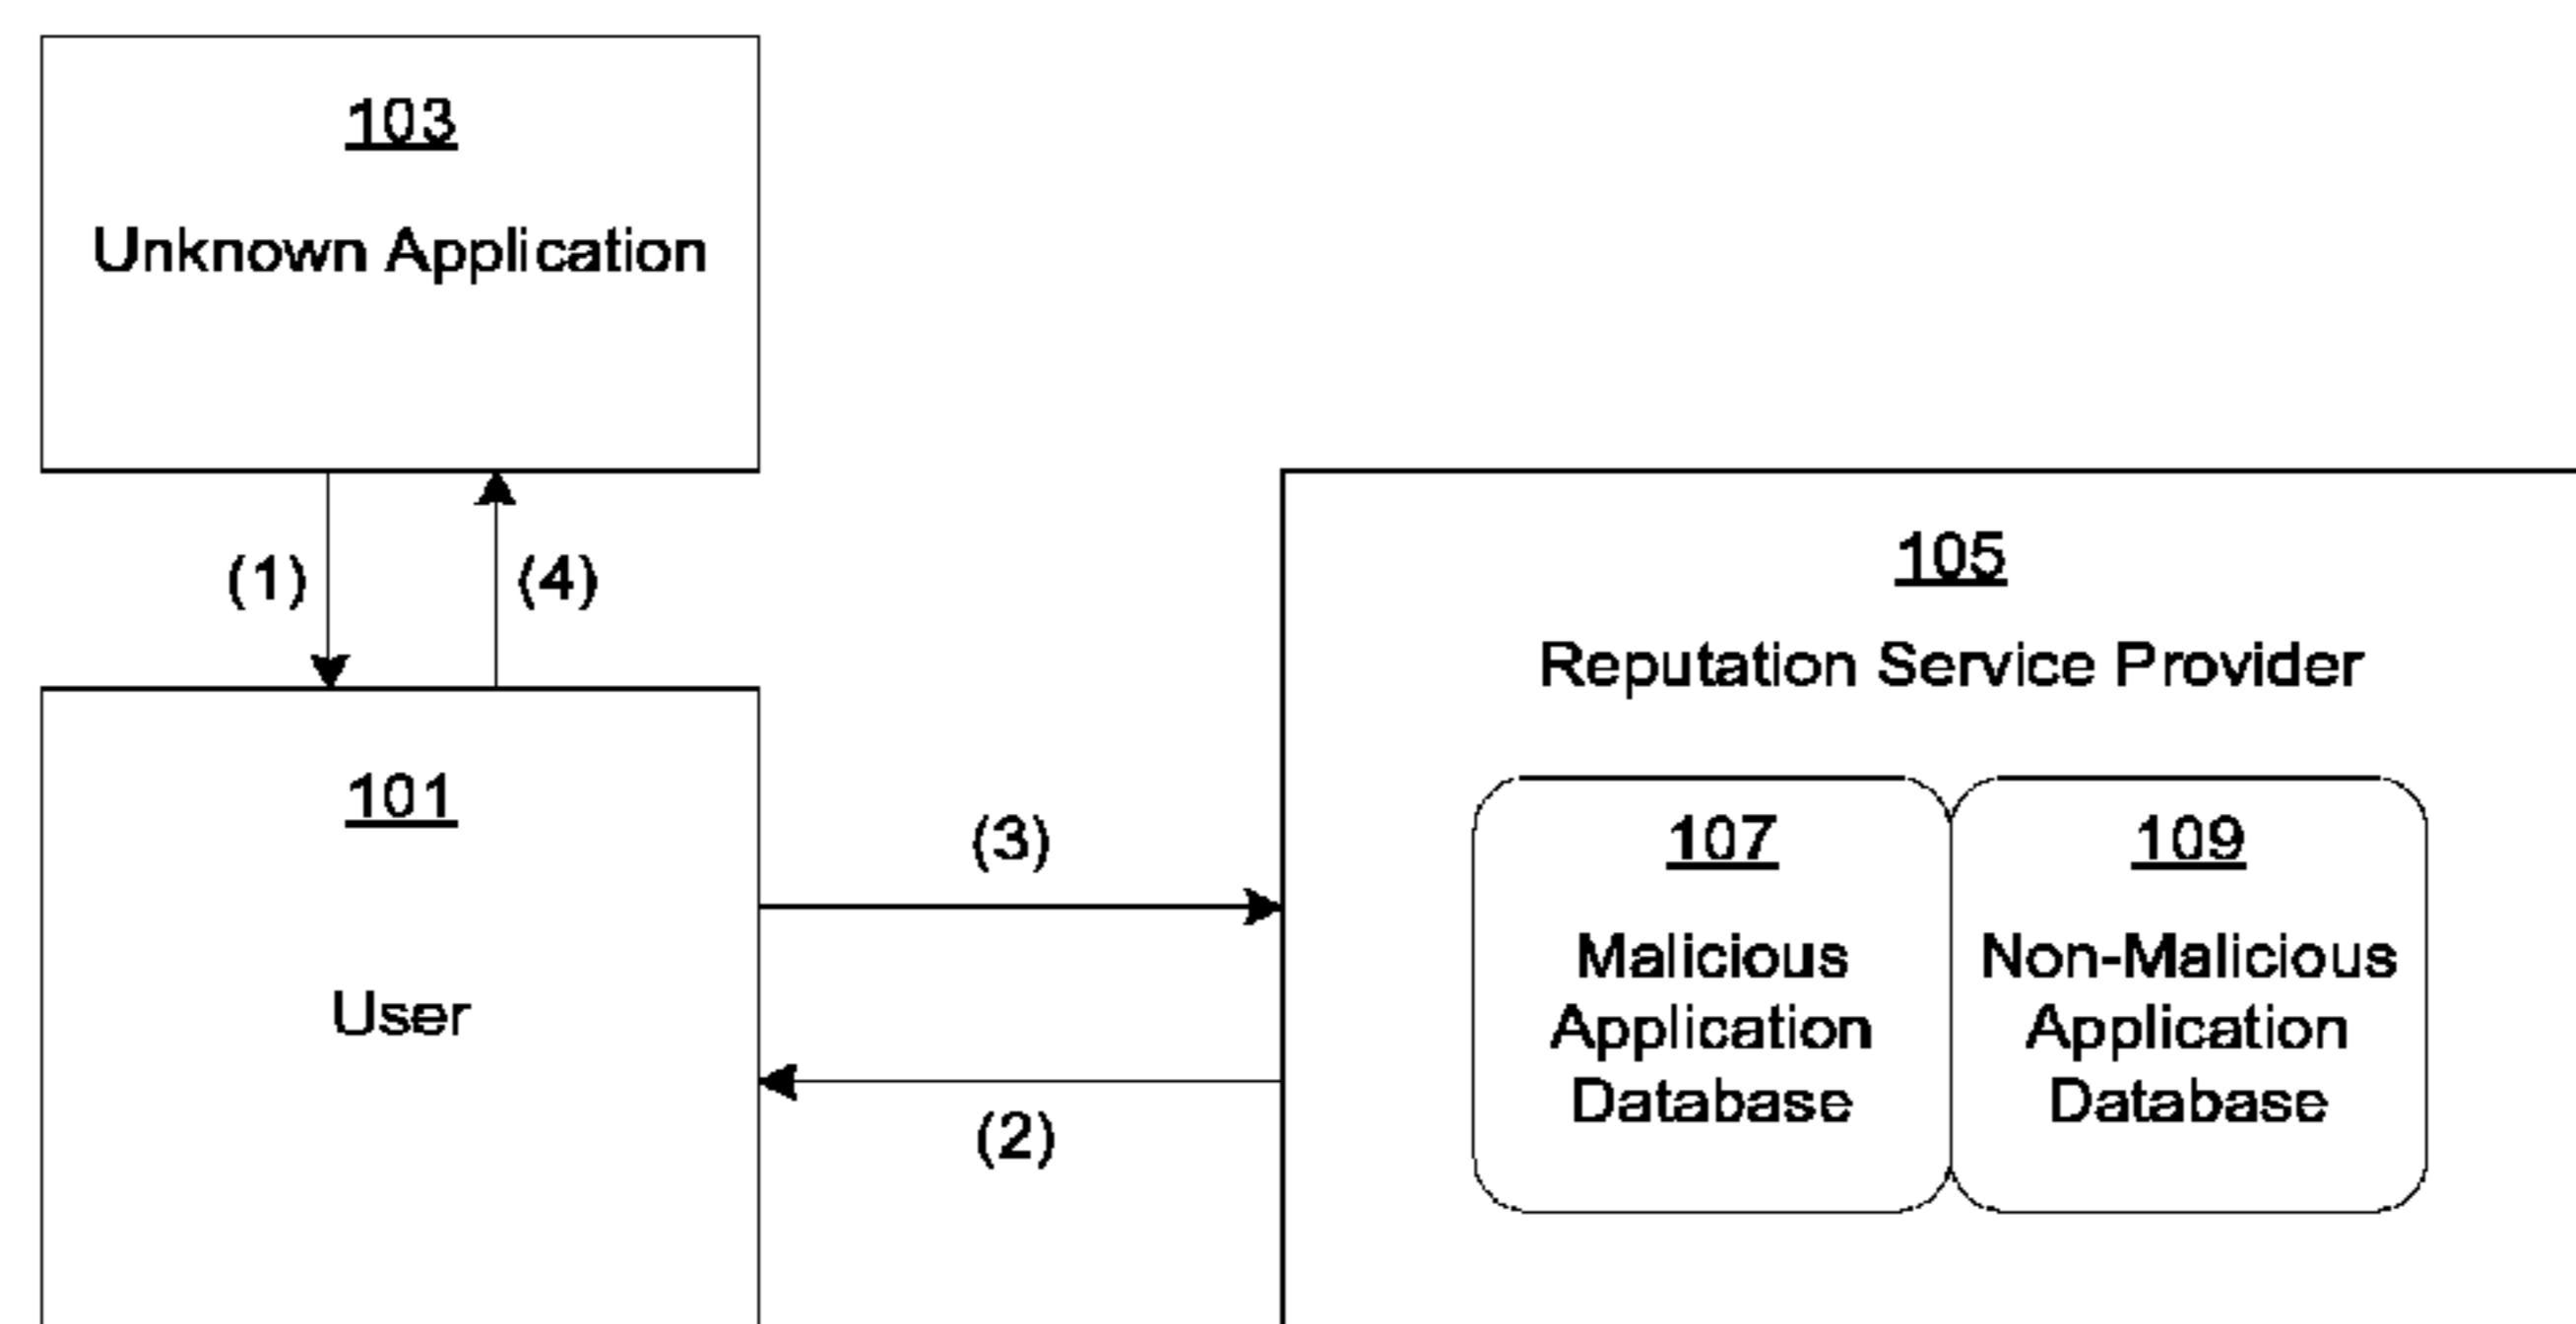 103
Unknown Application
(1)
(4)
105
Reputation Service Provider
101
User
(3)
(2)
107
Malicious
Application
Database
109
Non-Malicious
Application
Database